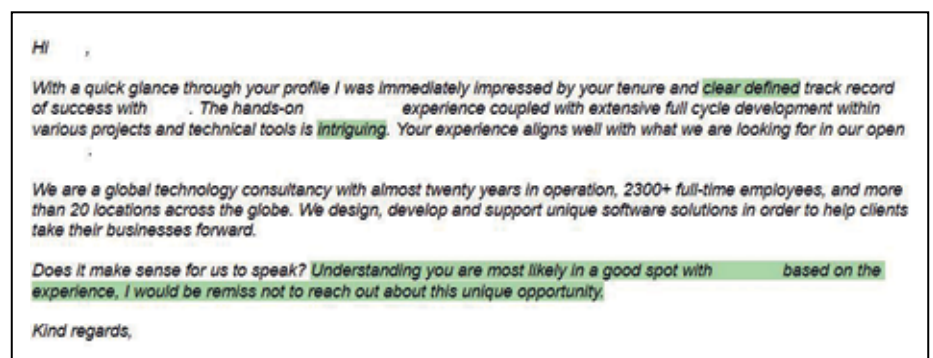 Hi ,
With a quick glance through your profile I was immediately impressed by your tenure and clear defined track record
of success with . The hands-on experience coupled with extensive full cycle development within
various projects and technical tools is intriguing. Your experience aligns well with what we are looking for in our open
.
We are a global technology consultancy with almost twenty years in operation, 2300+ full-time employees, and more
than 20 locations across the globe. We design, develop and support unique software solutions in order to help clients
take their businesses forward.
Does it make sense for us to speak? Understanding you are most likely in a good spot with based on the
experience, I would be remiss not to reach out about this unique opportunity.
Kind regards,